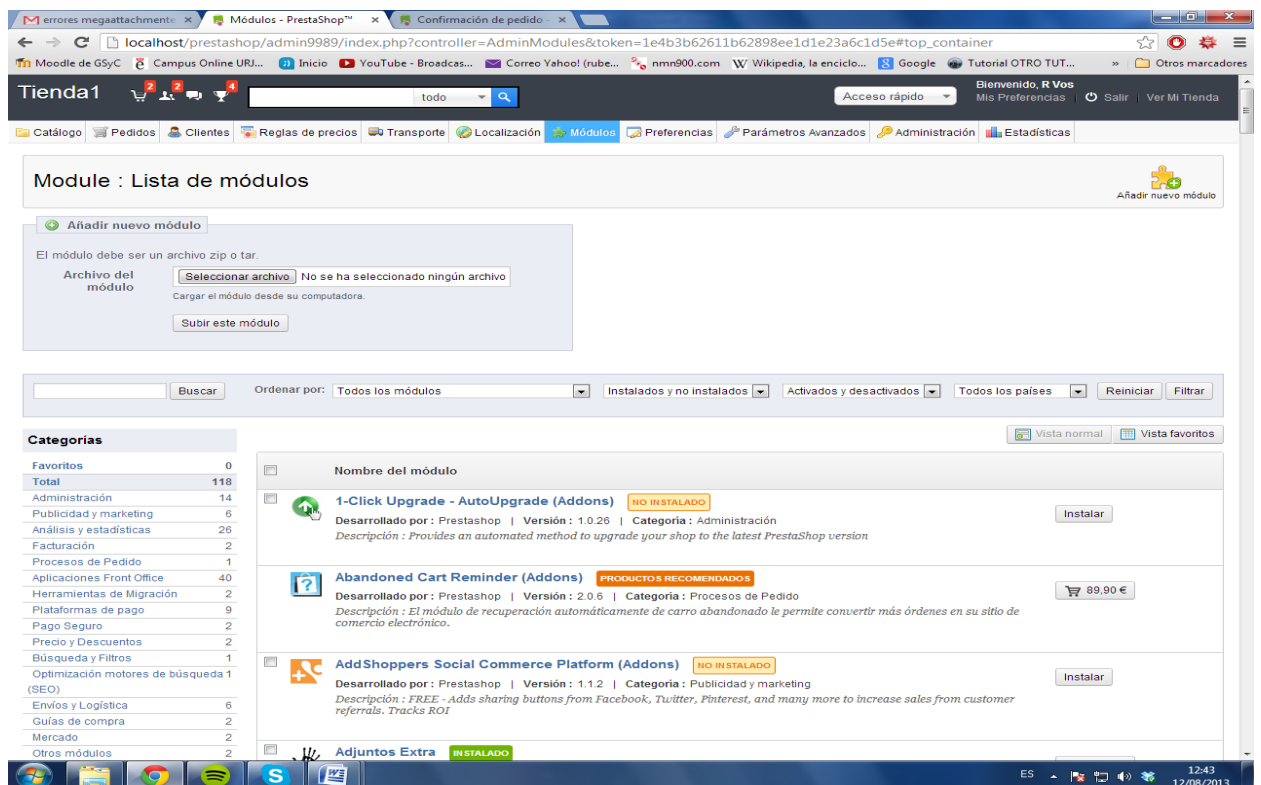 errores megaattachment
Módulos - PrestaShop™
Confirmación de pedido -
localhost/prestashop/admin9989/index.php?controller=AdminModules&token=1e4b3b62611b62898ee1d1e23a6c1d5e#top_container
Moodle de GSyC Campus Online URJ... Inicio YouTube - Broadcas... Correo Yahoo! (rube... nmn900.com Wikipedia, la enciclo... Google Tutorial OTRO TUT... » Otros marcadores
Tienda1 2 2 4 todo Acceso rápido
Bienvenido, R Vos
Mis Preferencias Salir Ver Mi Tienda
Catálogo Pedidos Clientes Reglas de precios Transporte Localización Módulos Preferencias Parámetros Avanzados Administración Estadísticas
Module : Lista de módulos
Añadir nuevo módulo
Añadir nuevo módulo
El módulo debe ser un archivo zip o tar.
Archivo del módulo
Seleccionar archivo No se ha seleccionado ningún archivo
Cargar el módulo desde su computadora.
Subir este módulo
Buscar Ordenar por: Todos los módulos Instalados y no instalados Activados y desactivados Todos los países Reiniciar Filtrar
Vista normal Vista favoritos
Categorías
Favoritos 0
Total 118
Administración 14
Publicidad y marketing 6
Análisis y estadísticas 26
Facturación 2
Procesos de Pedido 1
Aplicaciones Front Office 40
Herramientas de Migración 2
Plataformas de pago 9
Pago Seguro 2
Precio y Descuentos 2
Búsqueda y Filtros 1
Optimización motores de búsqueda 1
(SEO)
Envíos y Logística 6
Guías de compra 2
Mercado 2
Otros módulos 2
Nombre del módulo
1-Click Upgrade - AutoUpgrade (Addons) NO INSTALADO
Desarrollado por : Prestashop | Versión : 1.0.26 | Categoría : Administración
Descripción : Provides an automated method to upgrade your shop to the latest PrestaShop version
Instalar
Abandoned Cart Reminder (Addons) PRODUCTOS RECOMENDADOS
Desarrollado por : Prestashop | Versión : 2.0.6 | Categoría : Procesos de Pedido
Descripción : El módulo de recuperación automáticamente de carro abandonado le permite convertir más órdenes en su sitio de
comercio electrónico.
89,90 €
AddShoppers Social Commerce Platform (Addons) NO INSTALADO
Desarrollado por : Prestashop | Versión : 1.1.2 | Categoría : Publicidad y marketing
Descripción : FREE - Adds sharing buttons from Facebook, Twitter, Pinterest, and many more to increase sales from customer
referrals. Tracks ROI
Instalar
Adjuntos Extra INSTALADO
ES
12:43
12/08/2013